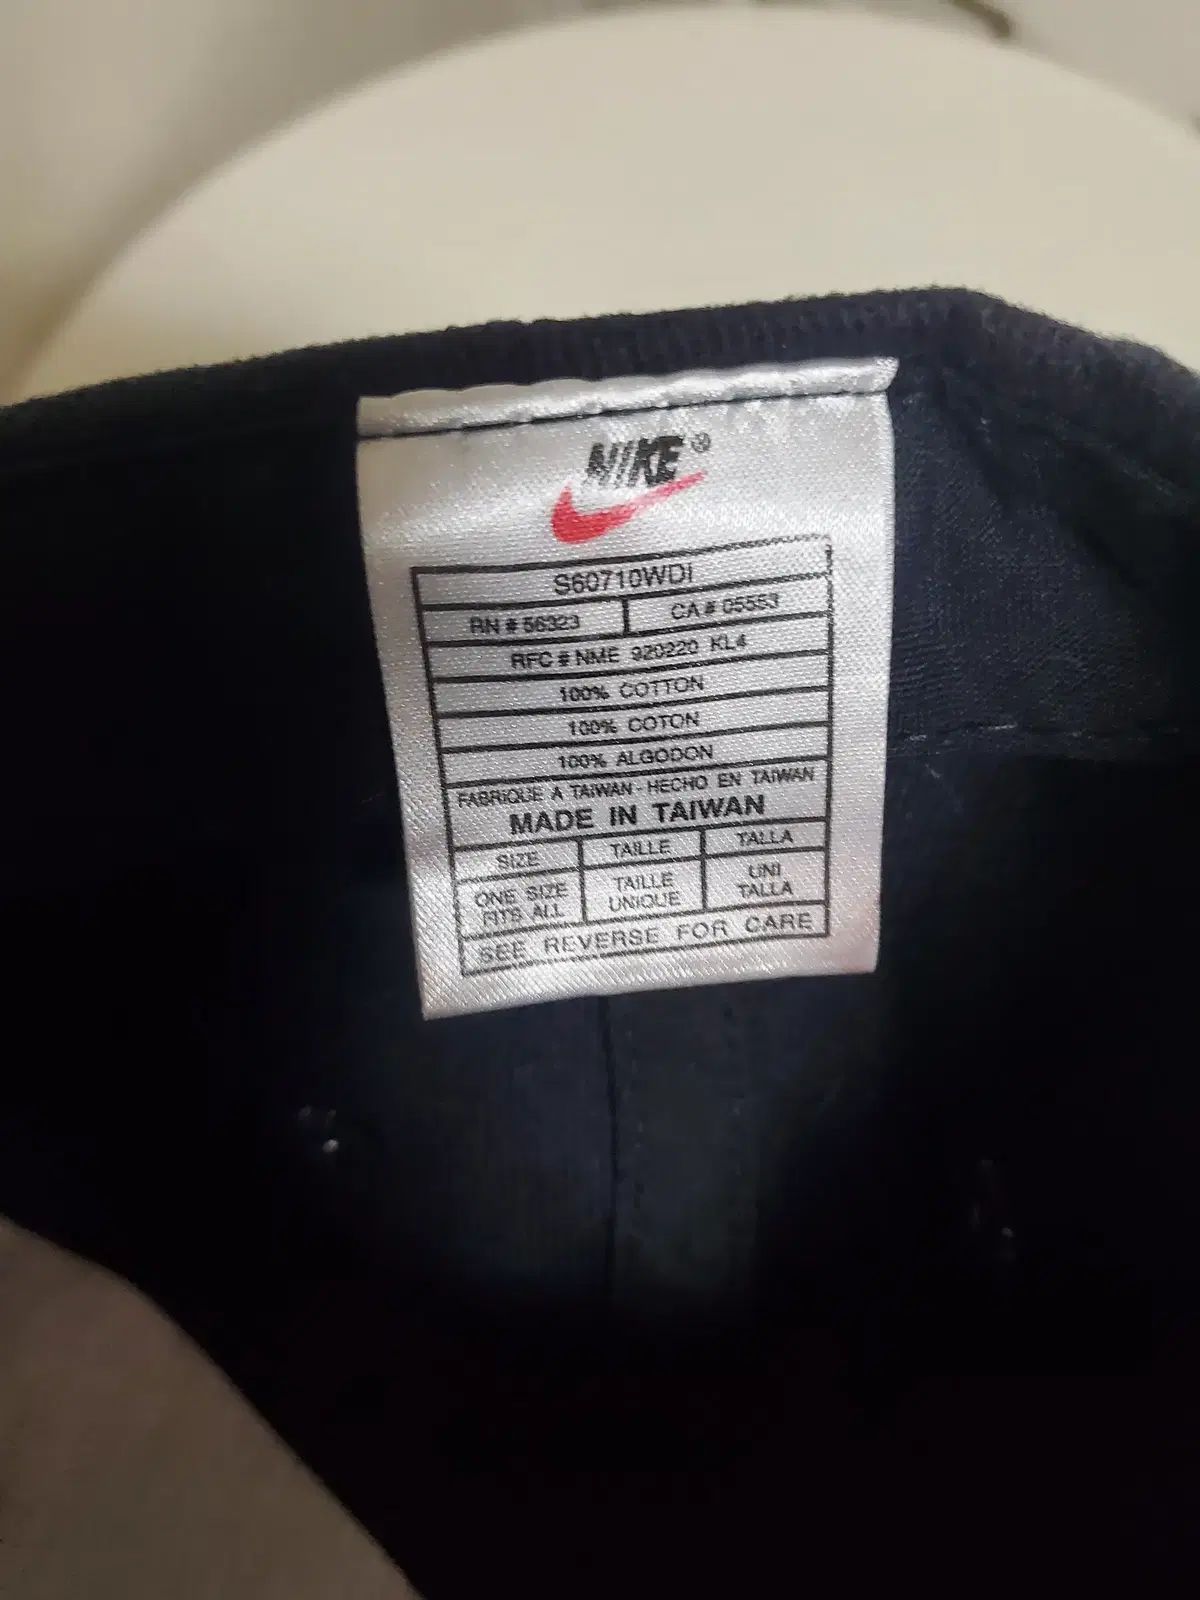 NIKE®
S60710WDI
RN # 56323 CA # 05553
RFC # NME 920220 KL4
100% COTTON
100% COTON
100% ALGODON
FABRIQUE A TAIWAN - HECHO EN TAIWAN
MADE IN TAIWAN
SIZE TAILLE TALLA
ONE SIZE FITS ALL TAILLE UNIQUE UNI TALLA
SEE REVERSE FOR CARE